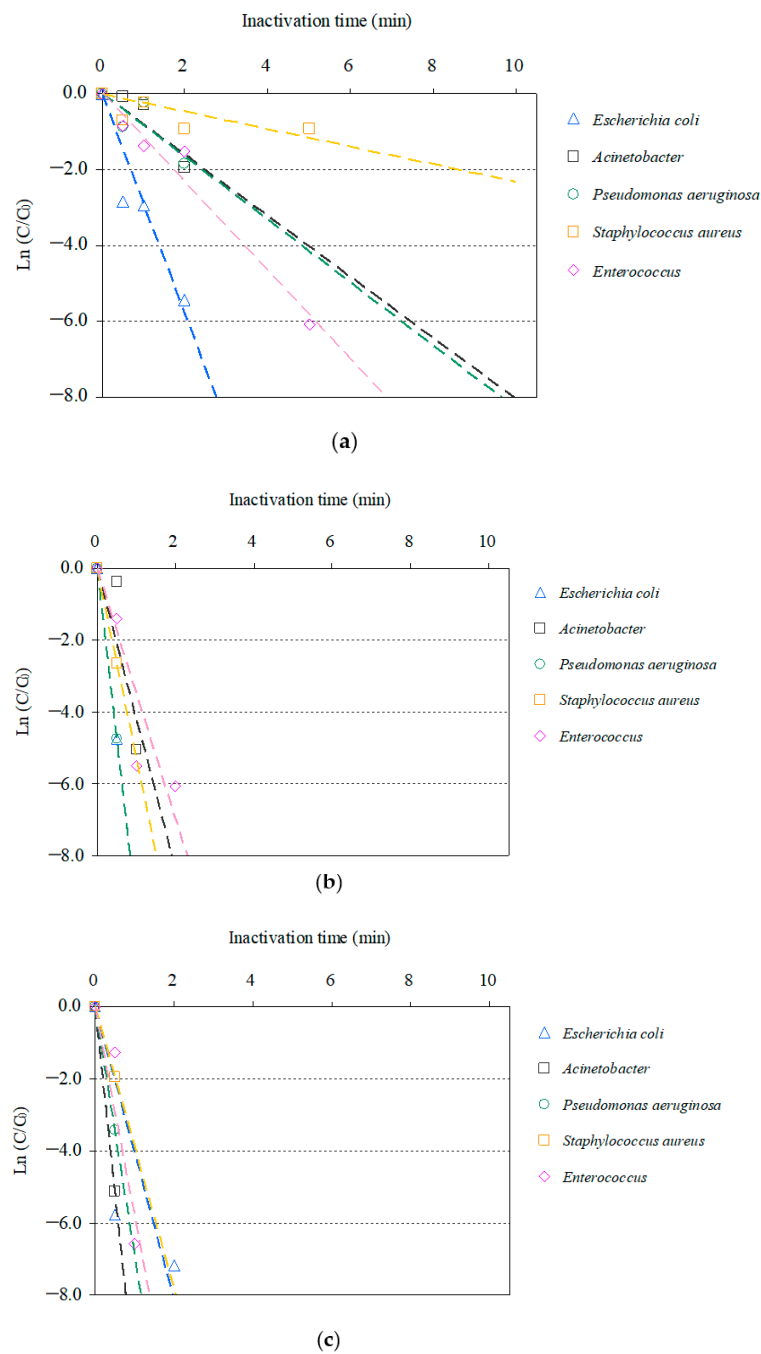 Inactivation time (min)
0 2 4 6 8 10
0.0
−2.0
−4.0
−6.0
−8.0
Ln (C/C0)
Escherichia coli
Acinetobacter
Pseudomonas aeruginosa
Staphylococcus aureus
Enterococcus
(a)
Inactivation time (min)
0 2 4 6 8 10
0.0
−2.0
−4.0
−6.0
−8.0
Ln (C/C0)
Escherichia coli
Acinetobacter
Pseudomonas aeruginosa
Staphylococcus aureus
Enterococcus
(b)
Inactivation time (min)
0 2 4 6 8 10
0.0
−2.0
−4.0
−6.0
−8.0
Ln (C/C0)
Escherichia coli
Acinetobacter
Pseudomonas aeruginosa
Staphylococcus aureus
Enterococcus
(c)